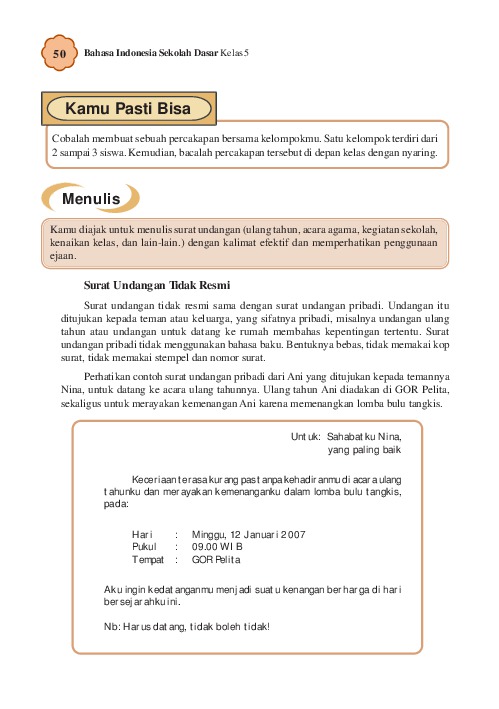 50 Bahasa Indonesia Sekolah Dasar Kelas 5
Kamu Pasti Bisa
Cobalah membuat sebuah percakapan bersama kelompokmu. Satu kelompok terdiri dari
2 sampai 3 siswa. Kemudian, bacalah percakapan tersebut di depan kelas dengan nyaring.
Menulis
Kamu diajak untuk menulis surat undangan (ulang tahun, acara agama, kegiatan sekolah,
kenaikan kelas, dan lain-lain.) dengan kalimat efektif dan memperhatikan penggunaan
ejaan.
Surat Undangan Tidak Resmi
Surat undangan tidak resmi sama dengan surat undangan pribadi. Undangan itu
ditujukan kepada teman atau keluarga, yang sifatnya pribadi, misalnya undangan ulang
tahun atau undangan untuk datang ke rumah membahas kepentingan tertentu. Surat
undangan pribadi tidak menggunakan bahasa baku. Bentuknya bebas, tidak memakai kop
surat, tidak memakai stempel dan nomor surat.
Perhatikan contoh surat undangan pribadi dari Ani yang ditujukan kepada temannya
Nina, untuk datang ke acara ulang tahunnya. Ulang tahun Ani diadakan di GOR Pelita,
sekaligus untuk merayakan kemenangan Ani karena memenangkan lomba bulu tangkis.
Untuk: Sahabatku Nina,
yang paling baik
Keceriaan terasa kurang pas tanpa kehadiranmu di acara ulang
tahunku dan merayakan kemenanganku dalam lomba bulu tangkis,
pada:
Hari : Minggu, 12 Januari 2007
Pukul : 09.00 WIB
Tempat : GOR Pelita
Aku ingin kedatanganmu menjadi suatu kenangan berharga di hari
bersejarahku ini.
Nb: Harus datang, tidak boleh tidak!